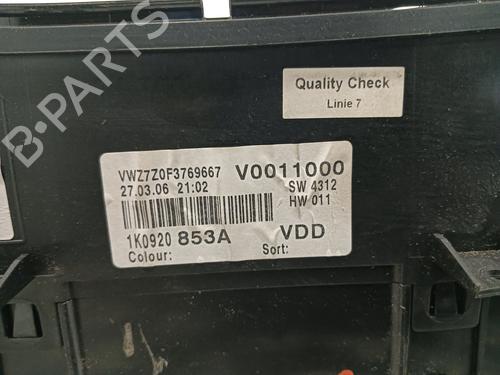 Quality Check
Linie 7
VWZ7Z0F3769667 V0011000
27.03.06 21:02 SW 4312
HW 011
1K0920 853A VDD
Colour: Sort:
B-PARTS